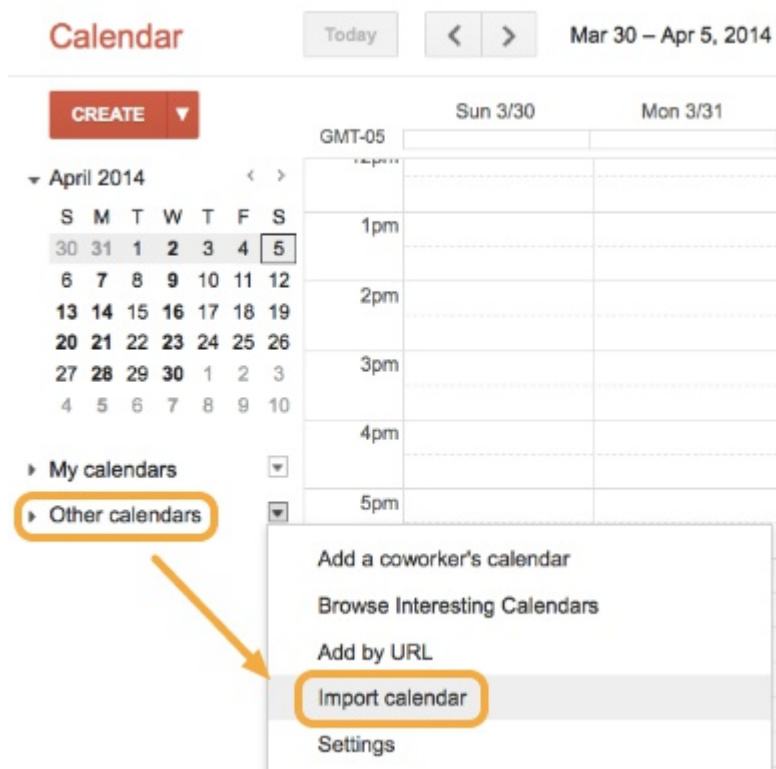 Calendar
Today
Mar 30 – Apr 5, 2014
CREATE
Sun 3/30
Mon 3/31
GMT-05
12pm
April 2014
S M T W T F S
30 31 1 2 3 4 5
6 7 8 9 10 11 12
13 14 15 16 17 18 19
20 21 22 23 24 25 26
27 28 29 30 1 2 3
4 5 6 7 8 9 10
1pm
2pm
3pm
4pm
5pm
My calendars
Other calendars
Add a coworker's calendar
Browse Interesting Calendars
Add by URL
Import calendar
Settings